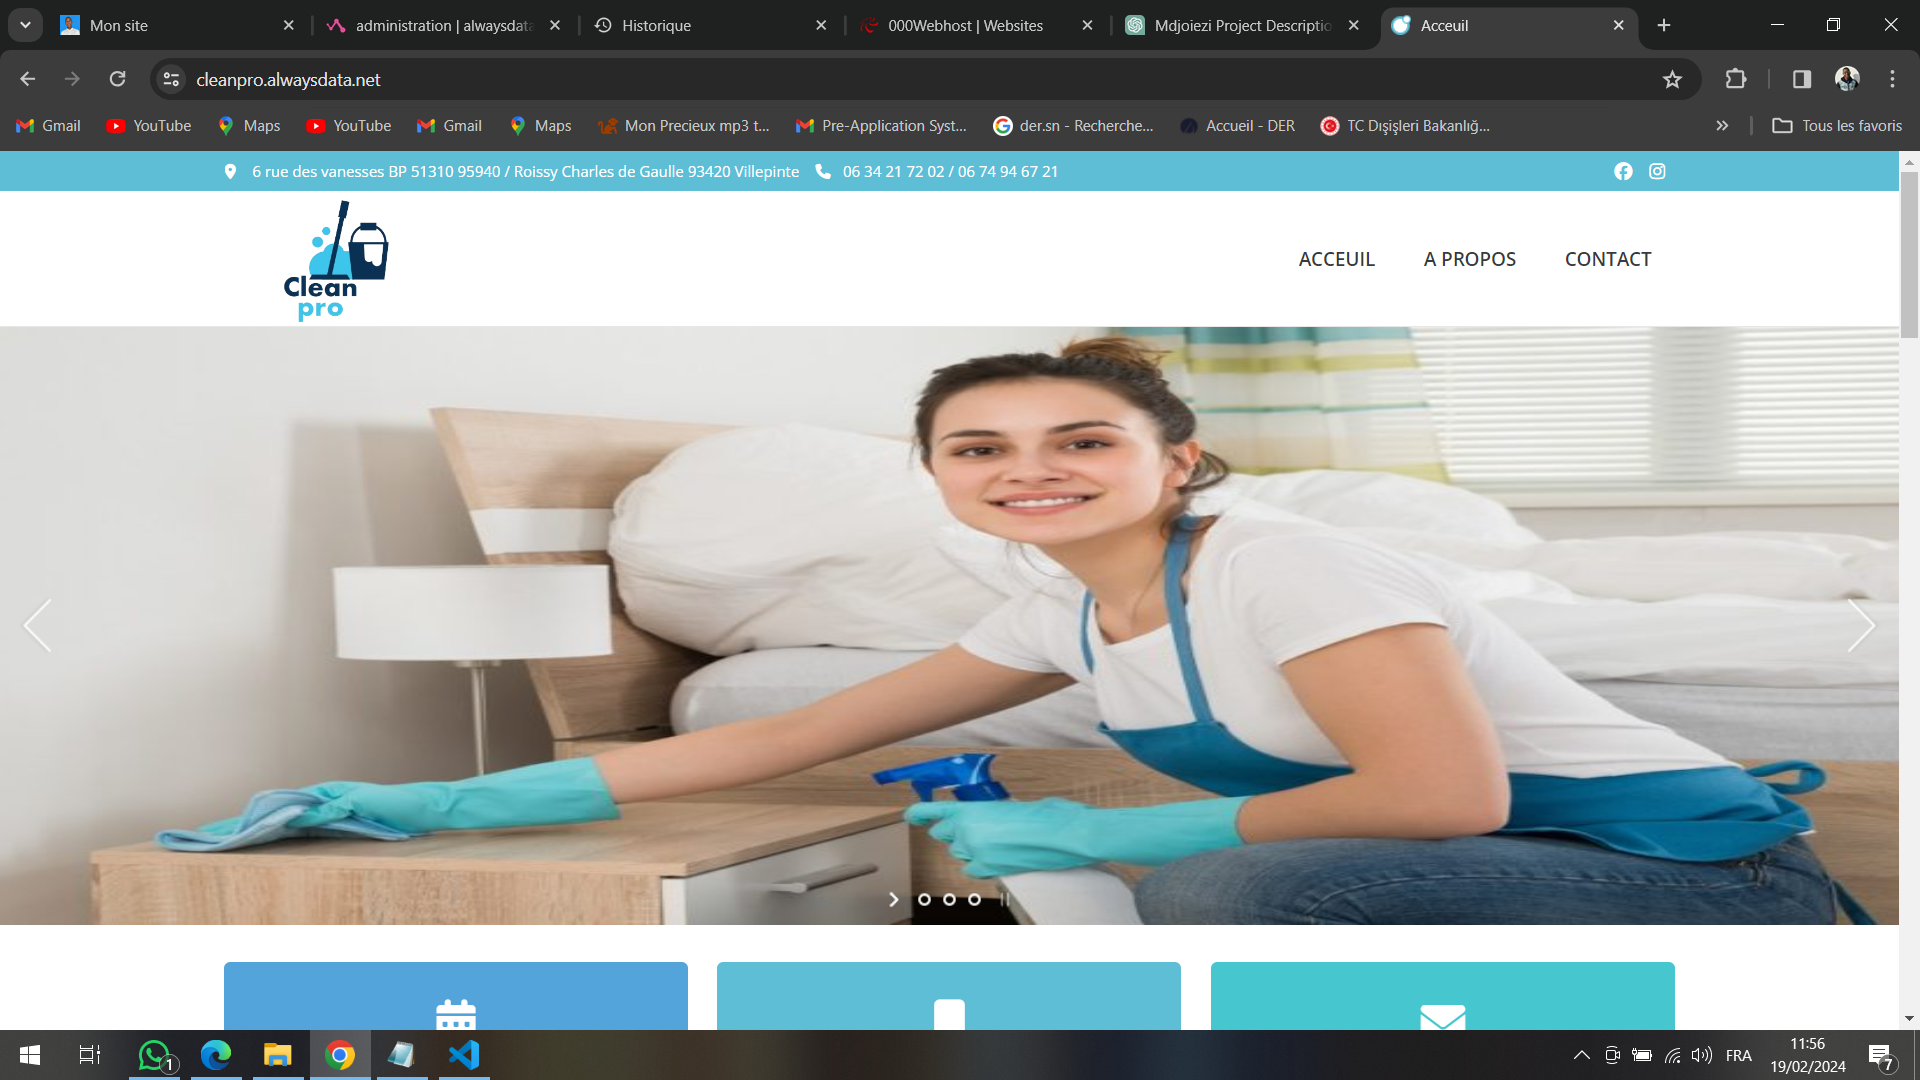 Mon site
administration | alwaysdata
Historique
000Webhost | Websites
Mdjoiezi Project Descriptio
Acceuil
cleanpro.alwaysdata.net
Gmail
YouTube
Maps
YouTube
Gmail
Maps
Mon Precieux mp3 t...
Pre-Application Syst...
der.sn - Recherche...
Accueil - DER
TC Dışişleri Bakanlığ...
Tous les favoris
6 rue des vanesses BP 51310 95940 / Roissy Charles de Gaulle 93420 Villepinte
06 34 21 72 02 / 06 74 94 67 21
Clean
pro
ACCEUIL
A PROPOS
CONTACT
1
FRA
11:56
19/02/2024
7